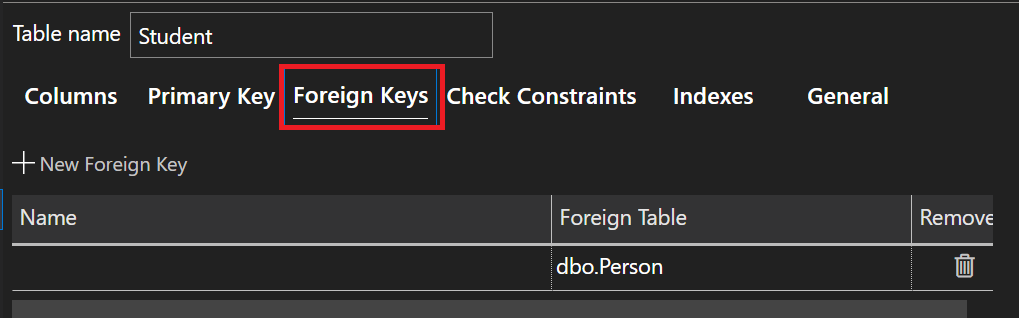 Table name Student
Columns Primary Key Foreign Keys Check Constraints Indexes General
New Foreign Key
Name Foreign Table Remove
dbo.Person